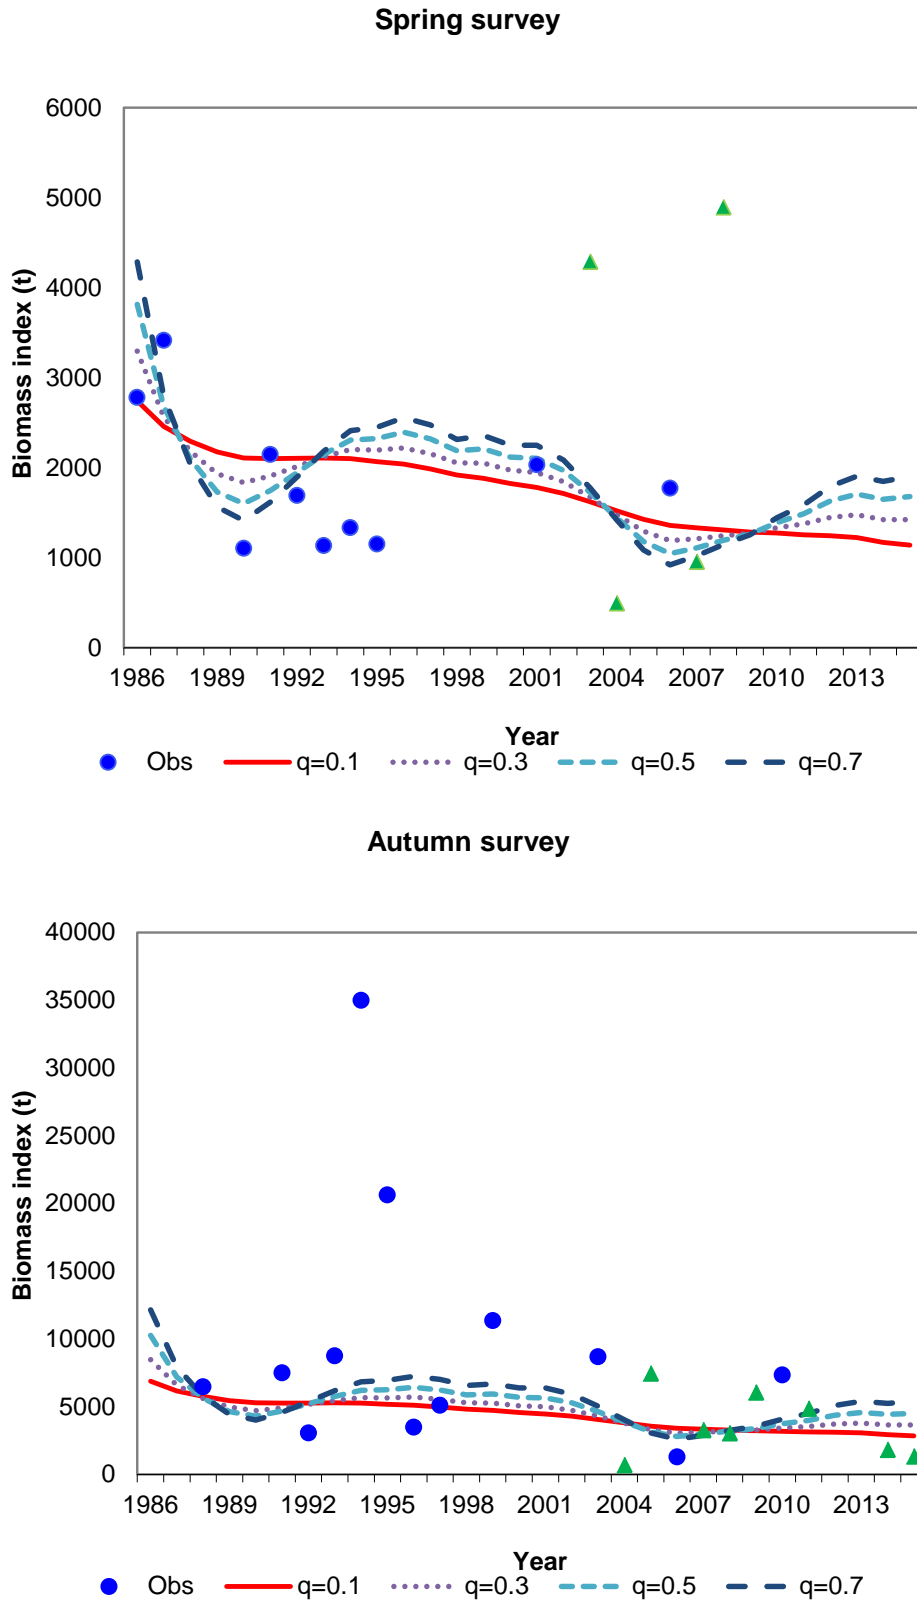 Spring survey
6000
5000
4000
3000
2000
1000
0
Biomass index (t)
1986 1989 1992 1995 1998 2001 2004 2007 2010 2013
Year
Obs q=0.1 q=0.3 q=0.5 q=0.7
Autumn survey
40000
35000
30000
25000
20000
15000
10000
5000
0
Biomass index (t)
1986 1989 1992 1995 1998 2001 2004 2007 2010 2013
Year
Obs q=0.1 q=0.3 q=0.5 q=0.7